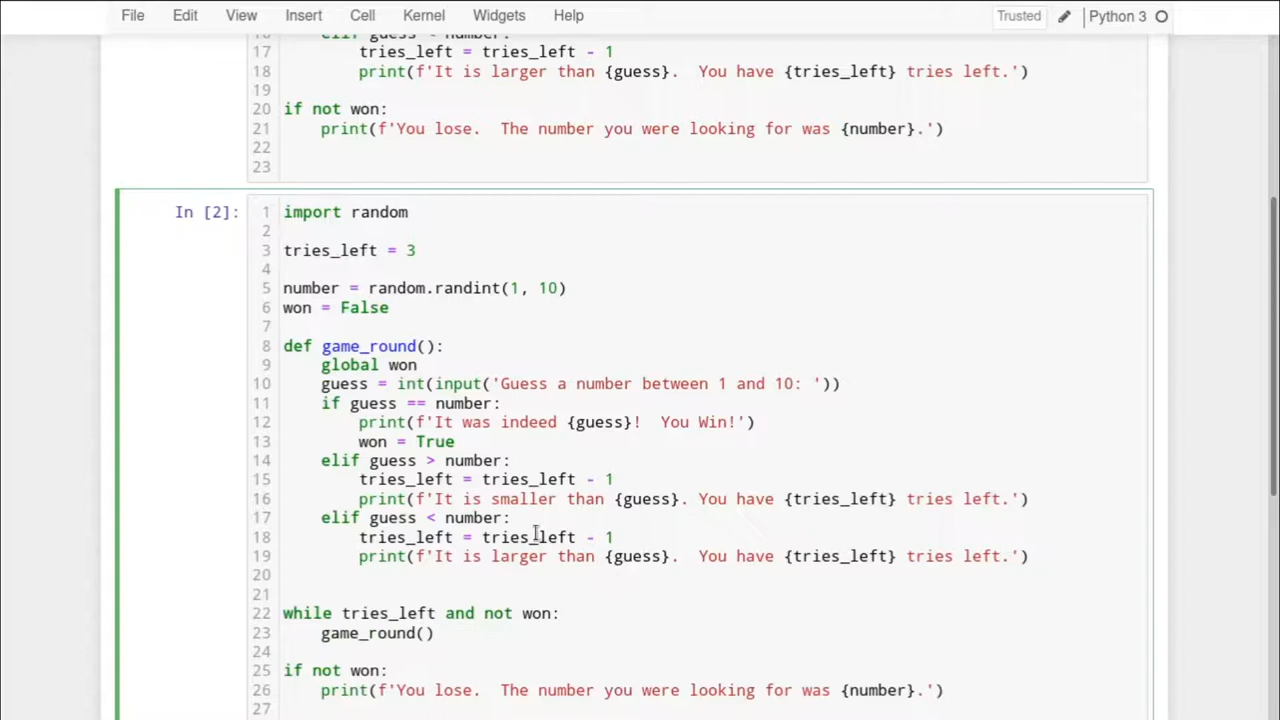 File Edit View Insert Cell Kernel Widgets Help Trusted Python 3
16 elif guess < number:
17 tries_left = tries_left - 1
18 print(f'It is larger than {guess}.  You have {tries_left} tries left.')
19
20 if not won:
21 print(f'You lose.  The number you were looking for was {number}.')
22
23
In [2]:
1 import random
2
3 tries_left = 3
4
5 number = random.randint(1, 10)
6 won = False
7
8 def game_round():
9 global won
10 guess = int(input('Guess a number between 1 and 10: '))
11 if guess == number:
12 print(f'It was indeed {guess}!  You Win!')
13 won = True
14 elif guess > number:
15 tries_left = tries_left - 1
16 print(f'It is smaller than {guess}. You have {tries_left} tries left.')
17 elif guess < number:
18 tries_left = tries_left - 1
19 print(f'It is larger than {guess}.  You have {tries_left} tries left.')
20
21
22 while tries_left and not won:
23 game_round()
24
25 if not won:
26 print(f'You lose.  The number you were looking for was {number}.')
27